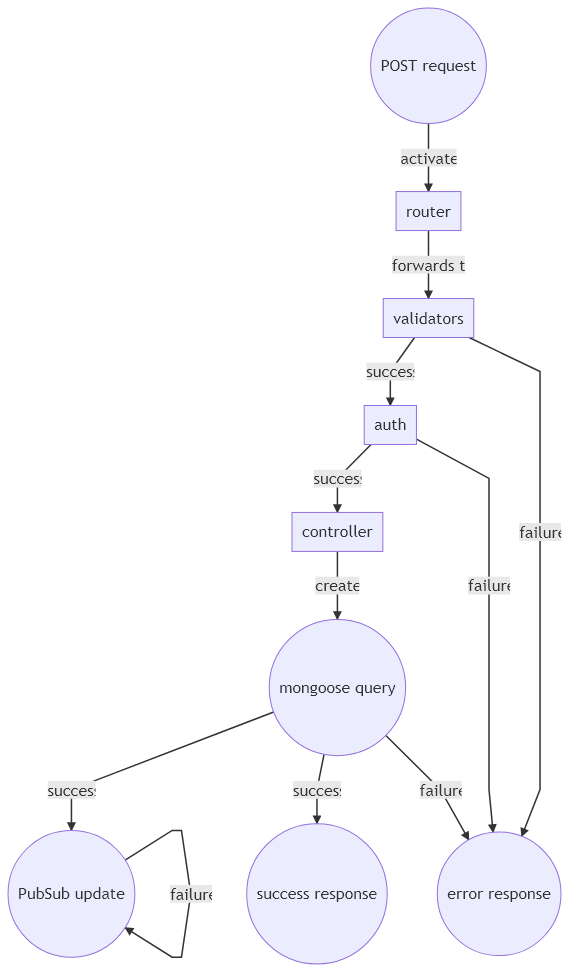 POST request
activate
router
forwards t
validators
success
auth
success
failure
controller
create
failure
mongoose query
success
success
failure
PubSub update
failure
success response
error response